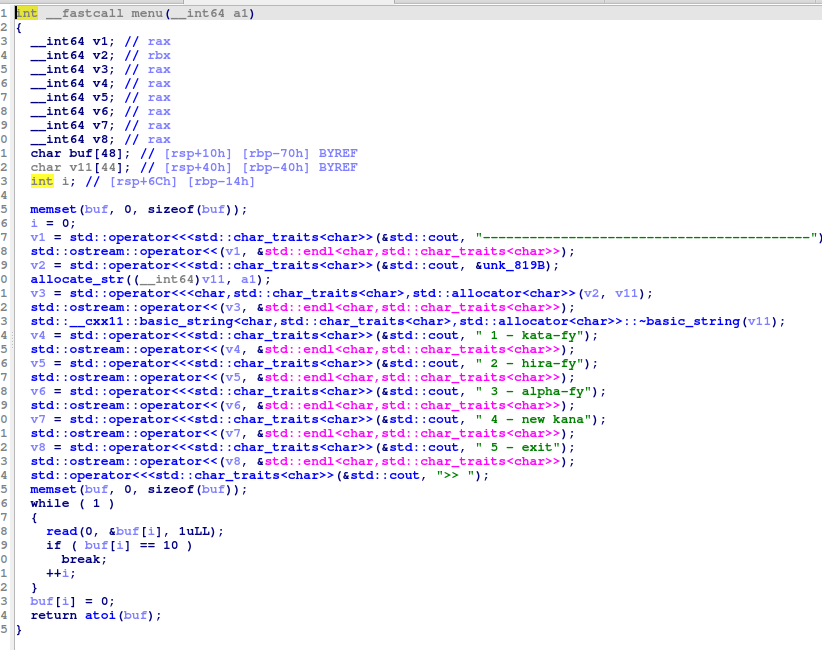 1 int __fastcall menu(__int64 a1)
2 {
3 __int64 v1; // rax
4 __int64 v2; // rbx
5 __int64 v3; // rax
6 __int64 v4; // rax
7 __int64 v5; // rax
8 __int64 v6; // rax
9 __int64 v7; // rax
0 __int64 v8; // rax
1 char buf[48]; // [rsp+10h] [rbp-70h] BYREF
2 char v11[44]; // [rsp+40h] [rbp-40h] BYREF
3 int i; // [rsp+6Ch] [rbp-14h]
4
5 memset(buf, 0, sizeof(buf));
6 i = 0;
7 v1 = std::operator<<<std::char_traits<char>>(&std::cout, "------------------------------------------")
8 std::ostream::operator<<(v1, &std::endl<char,std::char_traits<char>>);
9 v2 = std::operator<<<std::char_traits<char>>(&std::cout, &unk_819B);
0 allocate_str((__int64)v11, a1);
1 v3 = std::operator<<<char,std::char_traits<char>,std::allocator<char>>(v2, v11);
2 std::ostream::operator<<(v3, &std::endl<char,std::char_traits<char>>);
3 std::__cxx11::basic_string<char,std::char_traits<char>,std::allocator<char>>::~basic_string(v11);
4 v4 = std::operator<<<std::char_traits<char>>(&std::cout, " 1 - kata-fy");
5 std::ostream::operator<<(v4, &std::endl<char,std::char_traits<char>>);
6 v5 = std::operator<<<std::char_traits<char>>(&std::cout, " 2 - hira-fy");
7 std::ostream::operator<<(v5, &std::endl<char,std::char_traits<char>>);
8 v6 = std::operator<<<std::char_traits<char>>(&std::cout, " 3 - alpha-fy");
9 std::ostream::operator<<(v6, &std::endl<char,std::char_traits<char>>);
0 v7 = std::operator<<<std::char_traits<char>>(&std::cout, " 4 - new kana");
1 std::ostream::operator<<(v7, &std::endl<char,std::char_traits<char>>);
2 v8 = std::operator<<<std::char_traits<char>>(&std::cout, " 5 - exit");
3 std::ostream::operator<<(v8, &std::endl<char,std::char_traits<char>>);
4 std::operator<<<std::char_traits<char>>(&std::cout, ">> ");
5 memset(buf, 0, sizeof(buf));
6 while ( 1 )
7 {
8 read(0, &buf[i], 1uLL);
9 if ( buf[i] == 10 )
0 break;
1 ++i;
2 }
3 buf[i] = 0;
4 return atoi(buf);
5 }